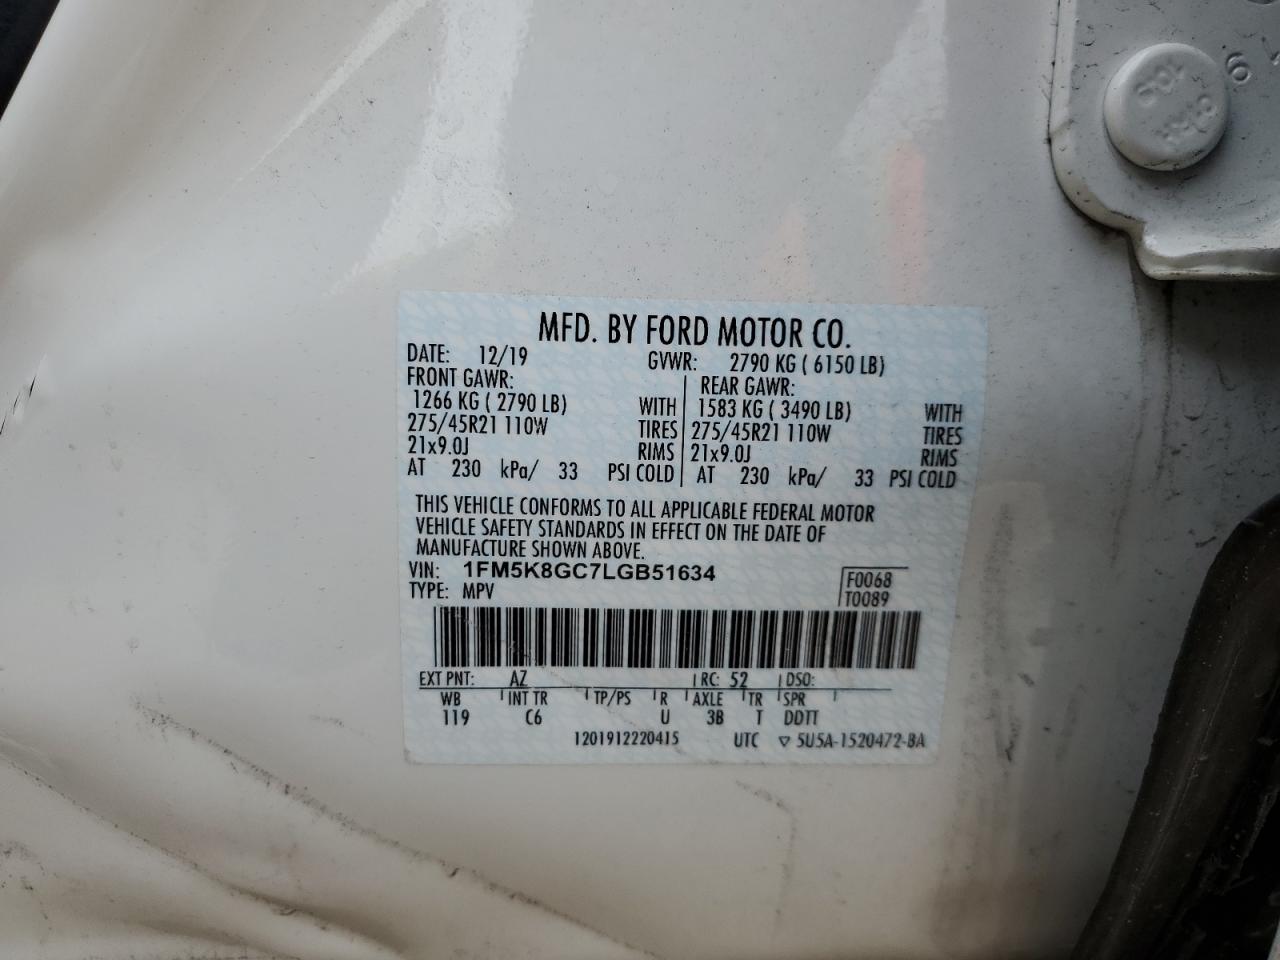 MFD. BY FORD MOTOR CO.
DATE: 12/19 GVWR: 2790 KG ( 6150 LB)
FRONT GAWR: REAR GAWR:
1266 KG ( 2790 LB) WITH 1583 KG ( 3490 LB) WITH
275/45R21 110W TIRES 275/45R21 110W TIRES
21x9.0J RIMS 21x9.0J RIMS
AT 230 kPa/ 33 PSI COLD AT 230 kPa/ 33 PSI COLD
THIS VEHICLE CONFORMS TO ALL APPLICABLE FEDERAL MOTOR
VEHICLE SAFETY STANDARDS IN EFFECT ON THE DATE OF
MANUFACTURE SHOWN ABOVE.
VIN: 1FM5K8GC7LGB51634 F0068
TYPE: MPV T0089
EXT PNT: AZ RC: 52 DSO:
WB INT TR TP/PS R AXLE TR SPR
119 C6 U 3B T DDTT
1201912220415 UTC ▽ 5U5A-1520472-BA